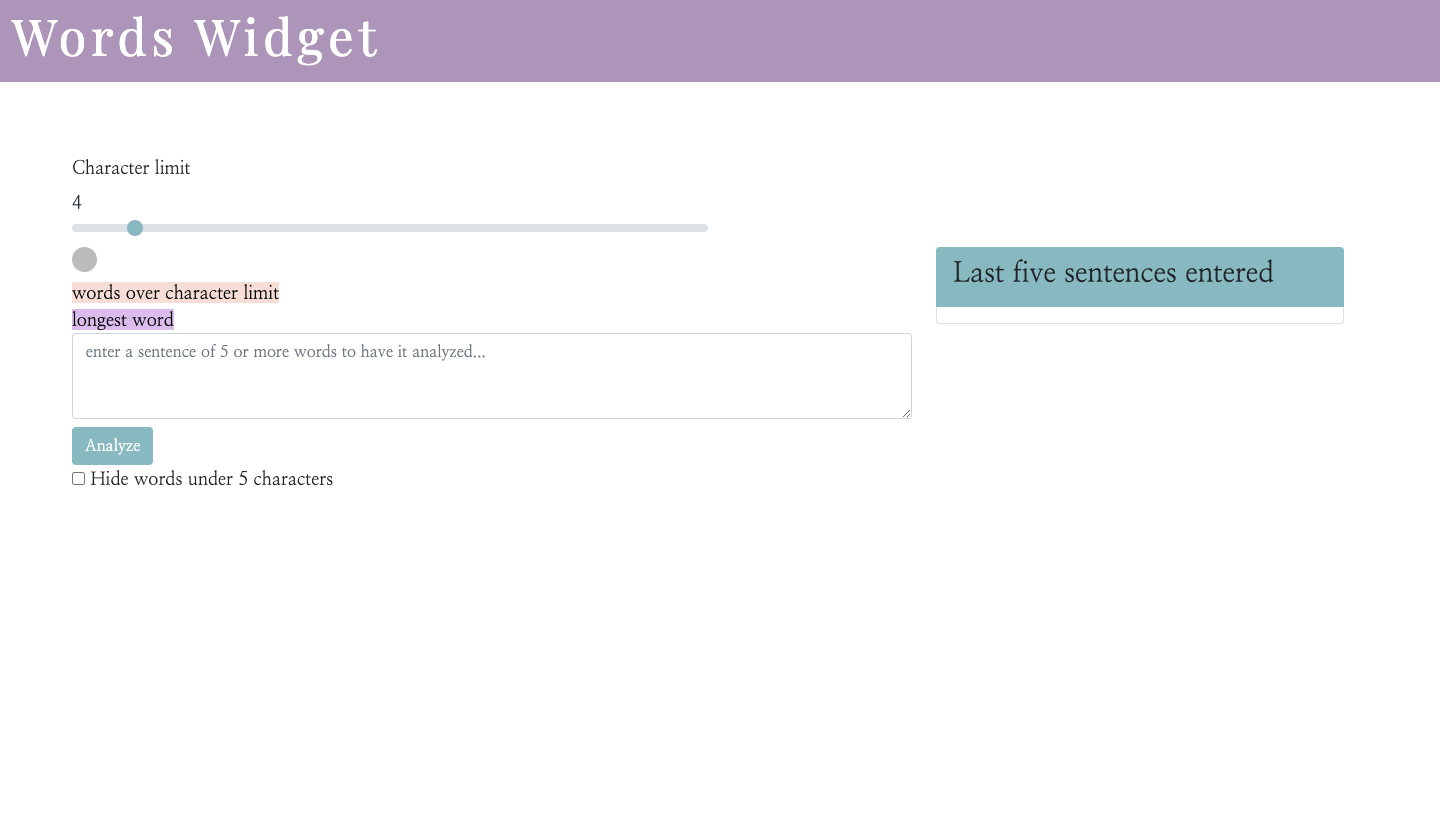 Words Widget
Character limit
4
words over character limit
longest word
enter a sentence of 5 or more words to have it analyzed...
Analyze
Hide words under 5 characters
Last five sentences entered